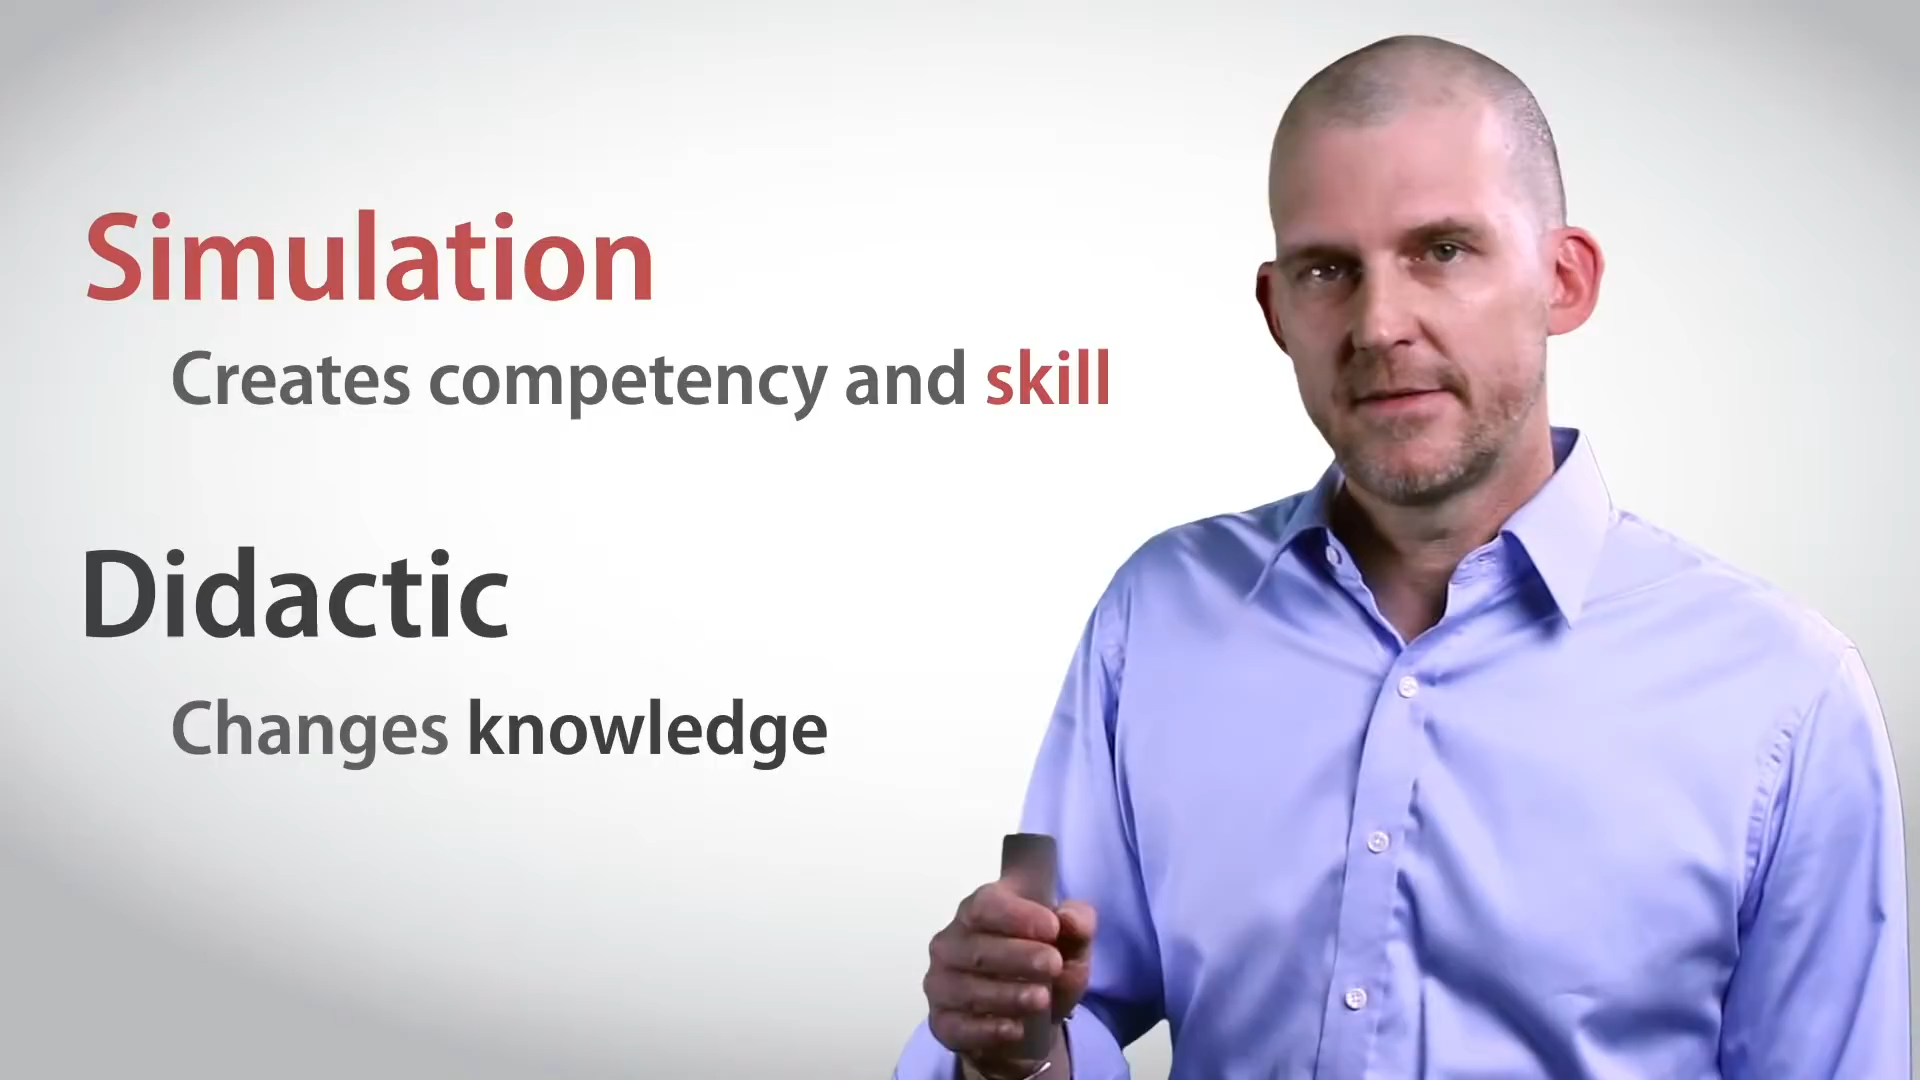 Simulation
Creates competency and skill
Didactic
Changes knowledge